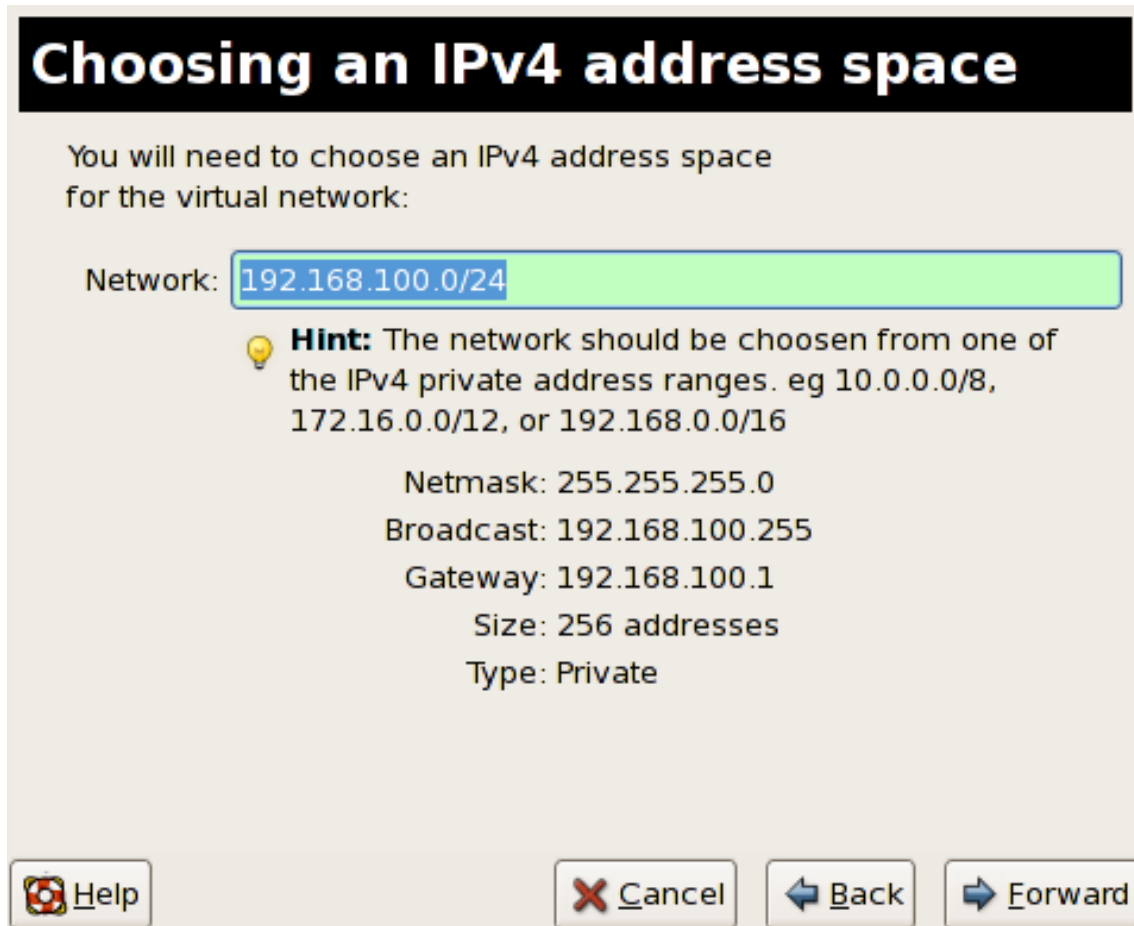 Choosing an IPv4 address space
You will need to choose an IPv4 address space
for the virtual network:
Network: 192.168.100.0/24
Hint: The network should be choosen from one of
the IPv4 private address ranges. eg 10.0.0.0/8,
172.16.0.0/12, or 192.168.0.0/16
Netmask: 255.255.255.0
Broadcast: 192.168.100.255
Gateway: 192.168.100.1
Size: 256 addresses
Type: Private
Help Cancel Back Forward